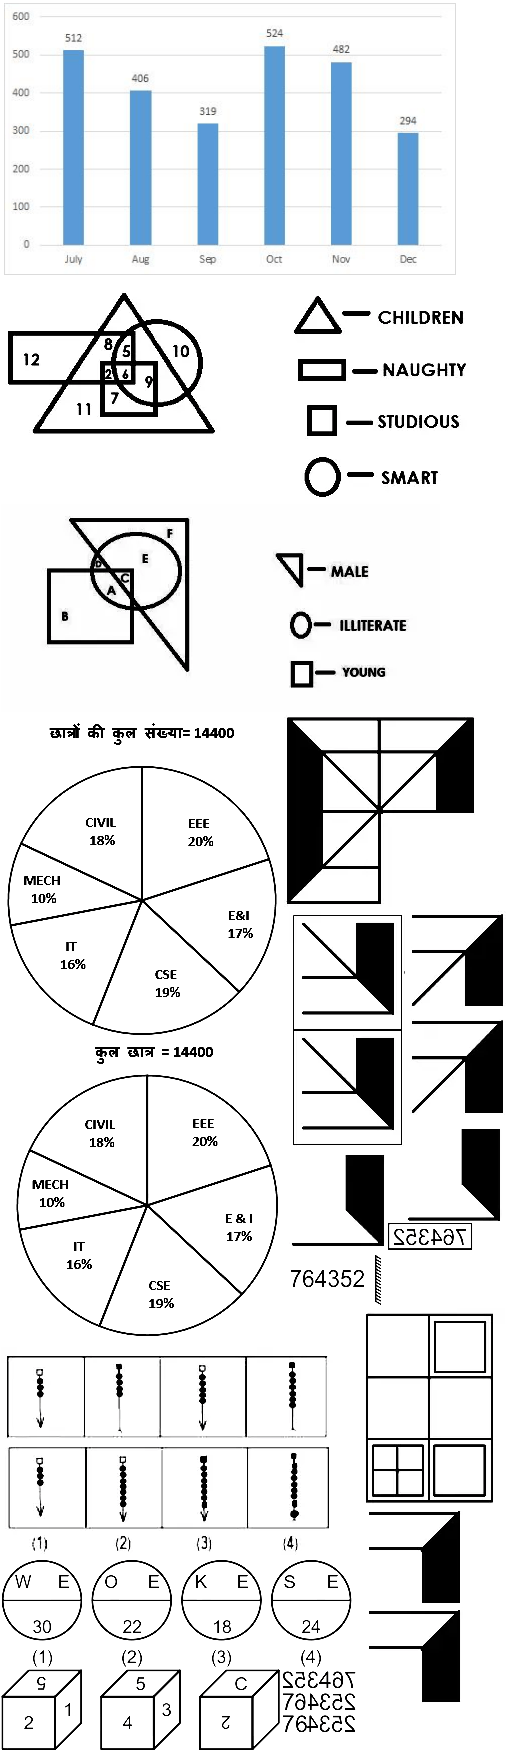 600
500
400
300
200
100
0
512
406
319
524
482
294
July Aug Sep Oct Nov Dec
12 8 5 10
2 6 9
11 7
CHILDREN
NAUGHTY
STUDIOUS
SMART
F
E
D
C
A
B
MALE
ILLITERATE
YOUNG
छात्रों की कुल संख्या= 14400
CIVIL
18%
EEE
20%
MECH
10%
E&I
17%
IT
16%
CSE
19%
कुल छात्र = 14400
CIVIL
18%
EEE
20%
MECH
10%
E & I
17%
IT
16%
CSE
19%
764352
764352
(1) (2) (3) (4)
W E O E K E S E
30 22 18 24
(1) (2) (3) (4)
5 C
2 1 4 3 2
764352
253467